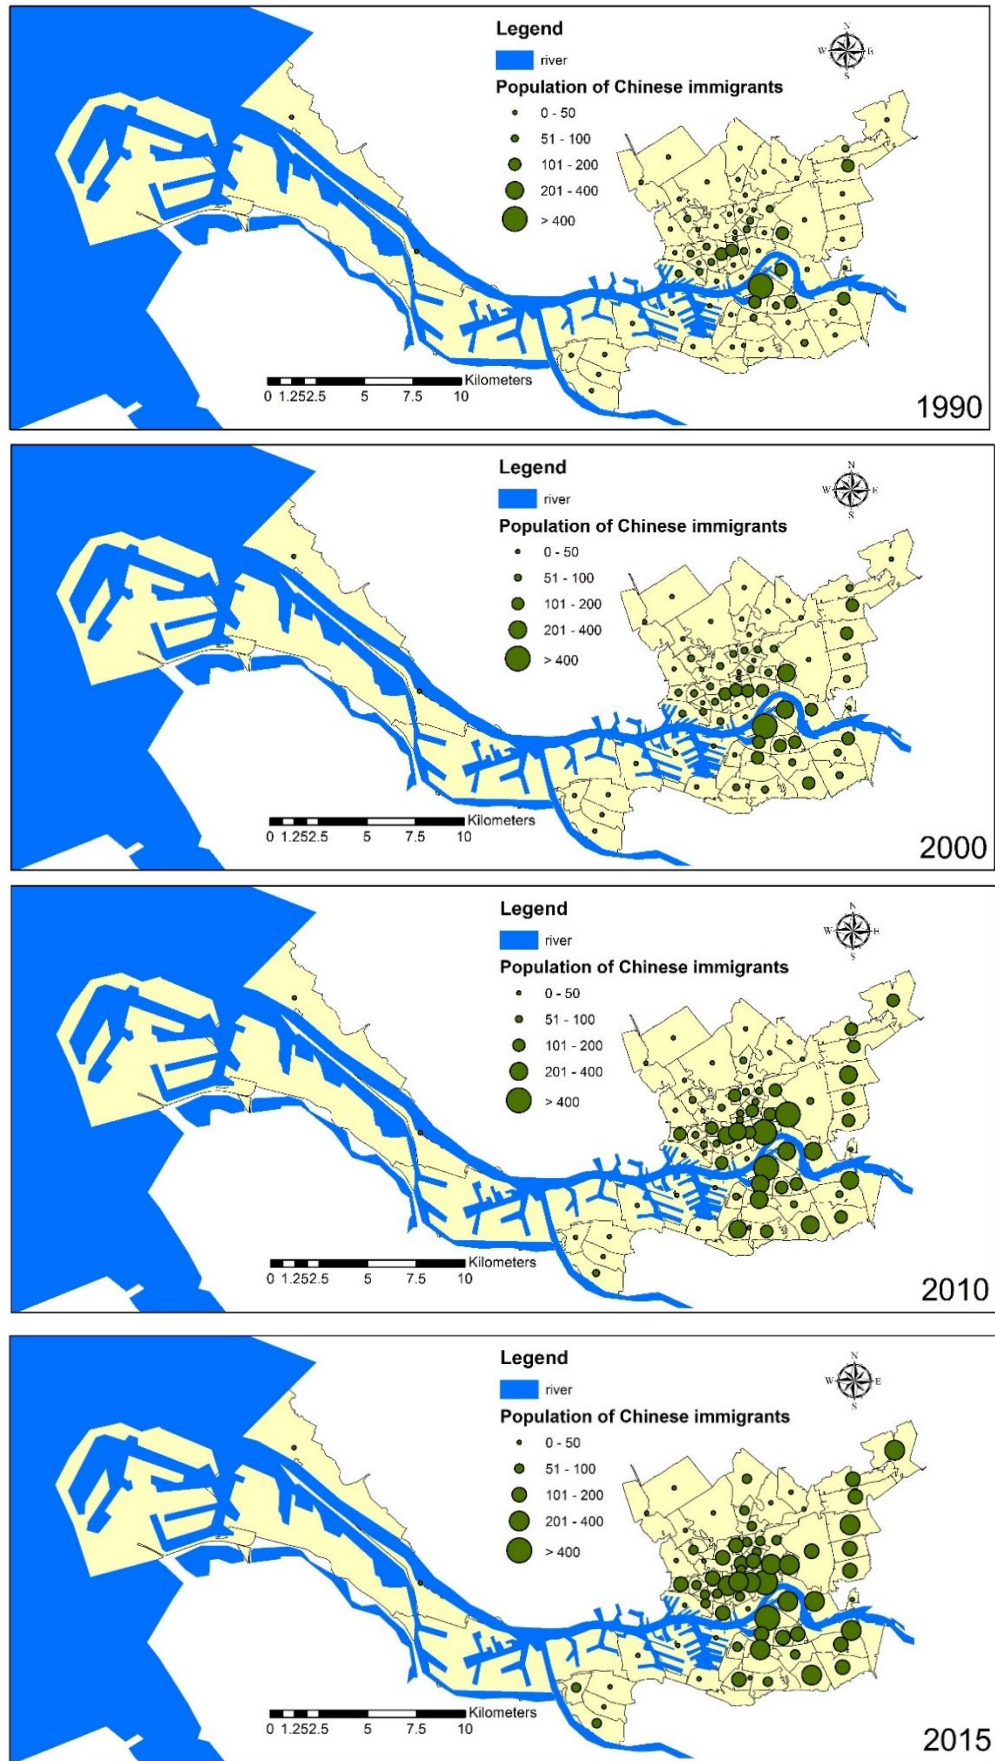 Legend
N
W E
S
river
Population of Chinese immigrants
0 - 50
51 - 100
101 - 200
201 - 400
> 400
Kilometers
0 1.252.5 5 7.5 10
1990
Legend
N
W E
S
river
Population of Chinese immigrants
0 - 50
51 - 100
101 - 200
201 - 400
> 400
Kilometers
0 1.252.5 5 7.5 10
2000
Legend
N
W E
S
river
Population of Chinese immigrants
0 - 50
51 - 100
101 - 200
201 - 400
> 400
Kilometers
0 1.252.5 5 7.5 10
2010
Legend
N
W E
S
river
Population of Chinese immigrants
0 - 50
51 - 100
101 - 200
201 - 400
> 400
Kilometers
0 1.252.5 5 7.5 10
2015